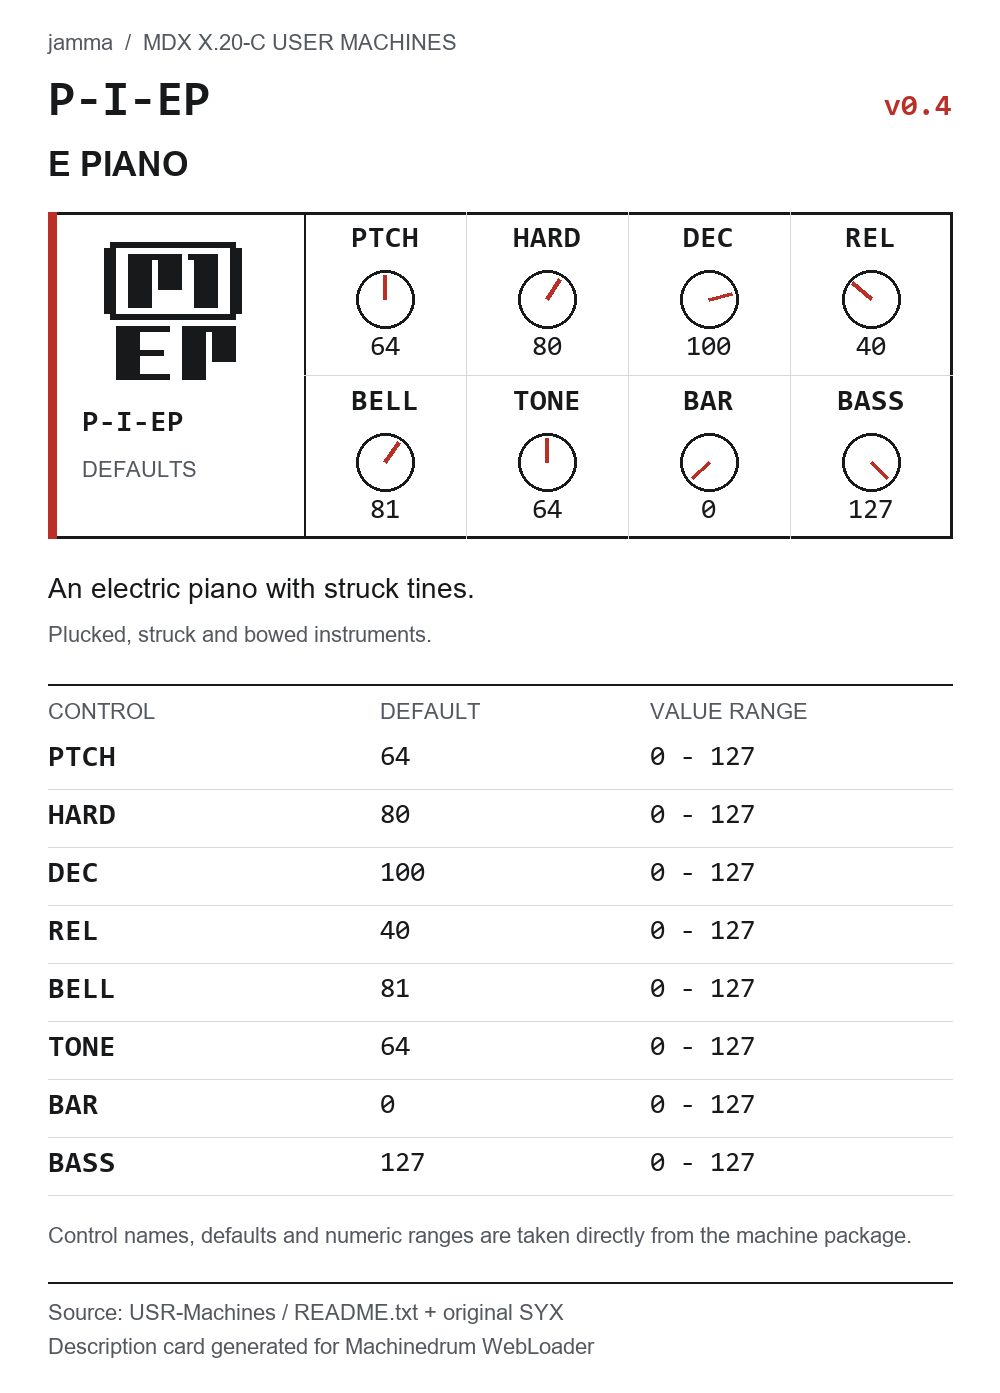 jamma / MDX X.20-C USER MACHINES
P-I-EP
v0.4
E PIANO
PI
EP
P-I-EP
DEFAULTS
PTCH HARD DEC REL
64 80 100 40
BELL TONE BAR BASS
81 64 0 127
An electric piano with struck tines.
Plucked, struck and bowed instruments.
CONTROL DEFAULT VALUE RANGE
PTCH 64 0 - 127
HARD 80 0 - 127
DEC 100 0 - 127
REL 40 0 - 127
BELL 81 0 - 127
TONE 64 0 - 127
BAR 0 0 - 127
BASS 127 0 - 127
Control names, defaults and numeric ranges are taken directly from the machine package.
Source: USR-Machines / README.txt + original SYX
Description card generated for Machinedrum WebLoader